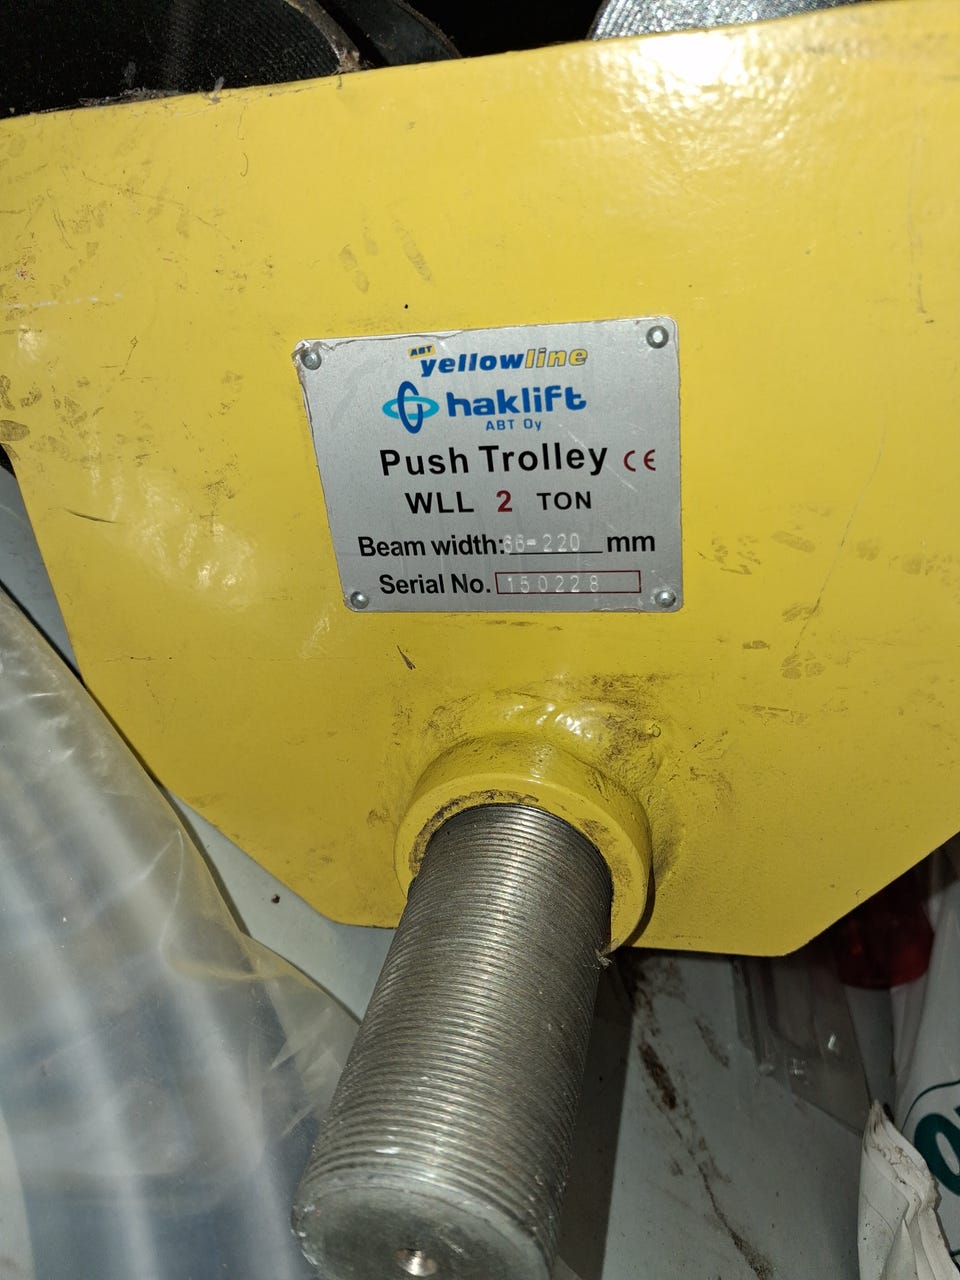 ABT
yellowline
haklift
ABT Oy
Push Trolley CE
WLL 2 TON
Beam width: 66-220 mm
Serial No. 150228